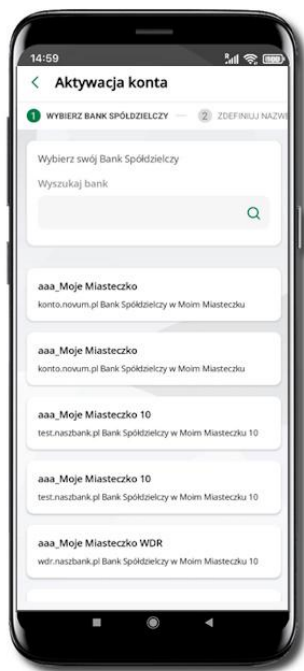 14:59
Aktywacja konta
1 WYBIERZ BANK SPÓŁDZIELCZY 2 ZDEFINIUJ NAZW
Wybierz swój Bank Spółdzielczy
Wyszukaj bank
aaa_Moje Miasteczko
konto.novum.pl Bank Spółdzielczy w Moim Miasteczku
aaa_Moje Miasteczko
konto.novum.pl Bank Spółdzielczy w Moim Miasteczku
aaa_Moje Miasteczko 10
test.naszbank.pl Bank Spółdzielczy w Moim Miasteczku 10
aaa_Moje Miasteczko 10
test.naszbank.pl Bank Spółdzielczy w Moim Miasteczku 10
aaa_Moje Miasteczko WDR
wdr.naszbank.pl Bank Spółdzielczy w Moim Miasteczku 10